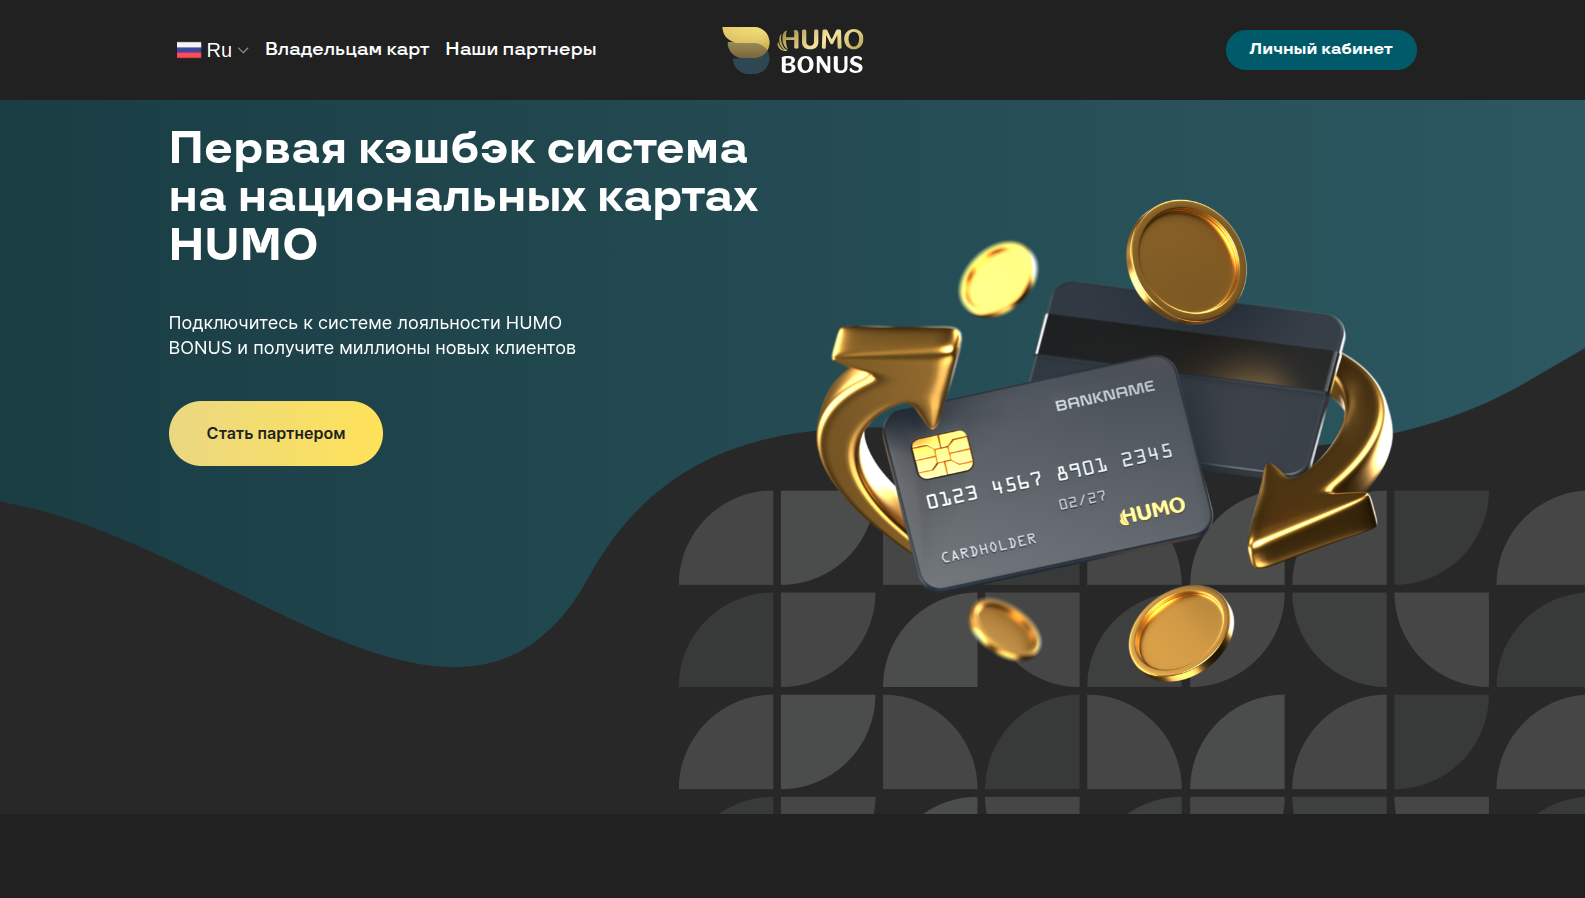 Ru
Владельцам карт
Наши партнеры
HUMO
BONUS
Личный кабинет
Первая кэшбэк система
на национальных картах
HUMO
Подключитесь к системе лояльности HUMO
BONUS и получите миллионы новых клиентов
Стать партнером
BANKNAME
0123 4567 8901 2345
02/27
HUMO
CARDHOLDER